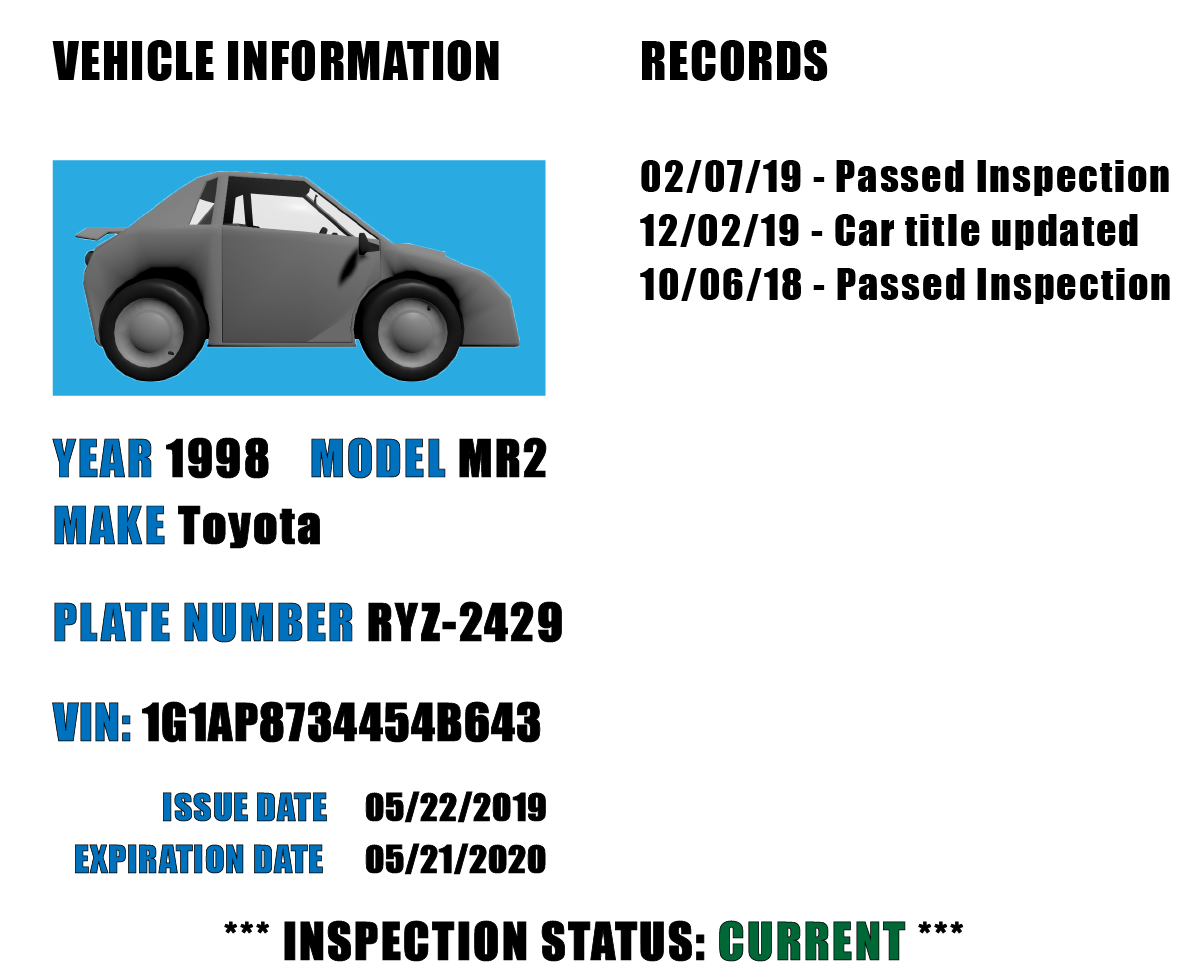 VEHICLE INFORMATION
YEAR 1998 MODEL MR2
MAKE Toyota
PLATE NUMBER RYZ-2429
VIN: 1G1AP8734454B643
ISSUE DATE 05/22/2019
EXPIRATION DATE 05/21/2020
RECORDS
02/07/19 - Passed Inspection
12/02/19 - Car title updated
10/06/18 - Passed Inspection
*** INSPECTION STATUS: CURRENT ***